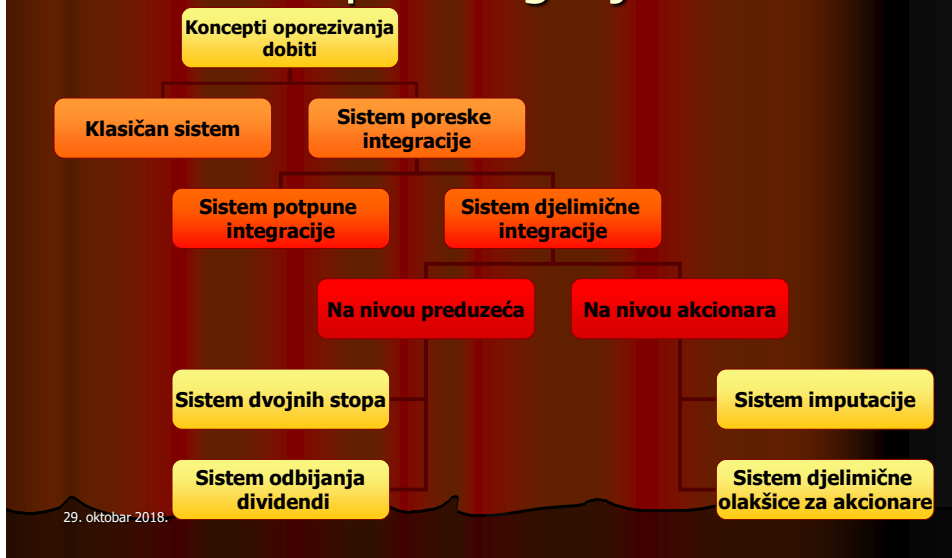 Koncepti oporezivanja
dobiti
Klasičan sistem
Sistem poreske
integracije
Sistem potpune
integracije
Sistem djelimične
integracije
Na nivou preduzeća
Na nivou akcionara
Sistem dvojnih stopa
Sistem imputacije
Sistem odbijanja
dividendi
Sistem djelimične
olakšice za akcionare
29. oktobar 2018.